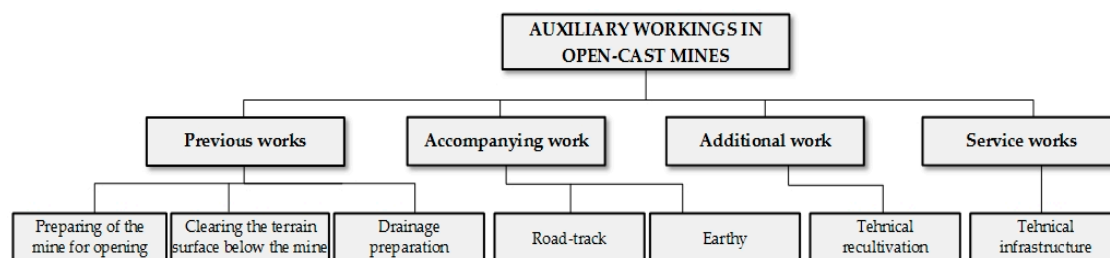 AUXILIARY WORKINGS IN
OPEN-CAST MINES
Previous works
Accompanying work
Additional work
Service works
Preparing of the
mine for opening
Clearing the terrain
surface below the mine
Drainage
preparation
Road-track
Earthy
Tehnical
recultivation
Tehnical
infrastructure